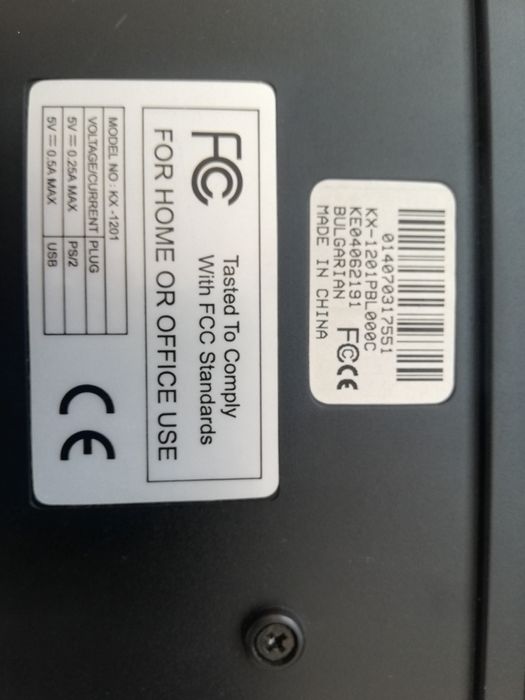 FC
Tasted To Comply
With FCC Standards
FOR HOME OR OFFICE USE
MODEL NO : KX -1201
VOLTAGE/CURRENT PLUG
5V 0.25A MAX PS/2
5V 0.5A MAX USB
CE
014070317551
KX-1201PBL000C
KE04062191
BULGARIAN FC CE
MADE IN CHINA